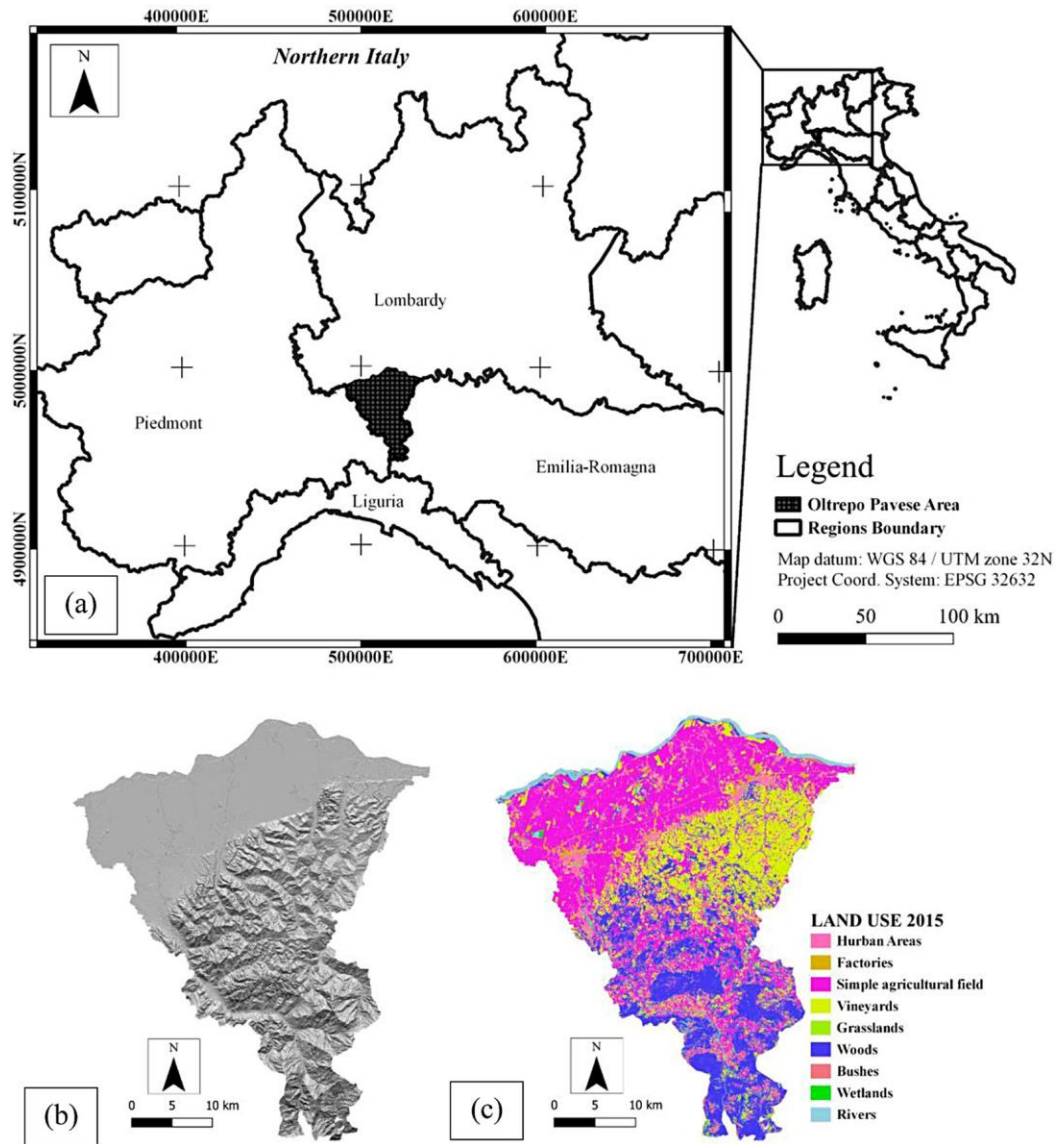 400000E 500000E 600000E
N
Northern Italy
5100000N
5100000N
Lombardy
5000000N
5000000N
Piedmont
Emilia-Romagna
Liguria
4900000N
4900000N
(a)
400000E 500000E 600000E 700000E
Legend
Oltrepo Pavese Area
Regions Boundary
Map datum: WGS 84 / UTM zone 32N
Project Coord. System: EPSG 32632
0 50 100 km
N
(b)
0 5 10 km
N
(c)
0 5 10 km
LAND USE 2015
Hurban Areas
Factories
Simple agricultural field
Vineyards
Grasslands
Woods
Bushes
Wetlands
Rivers